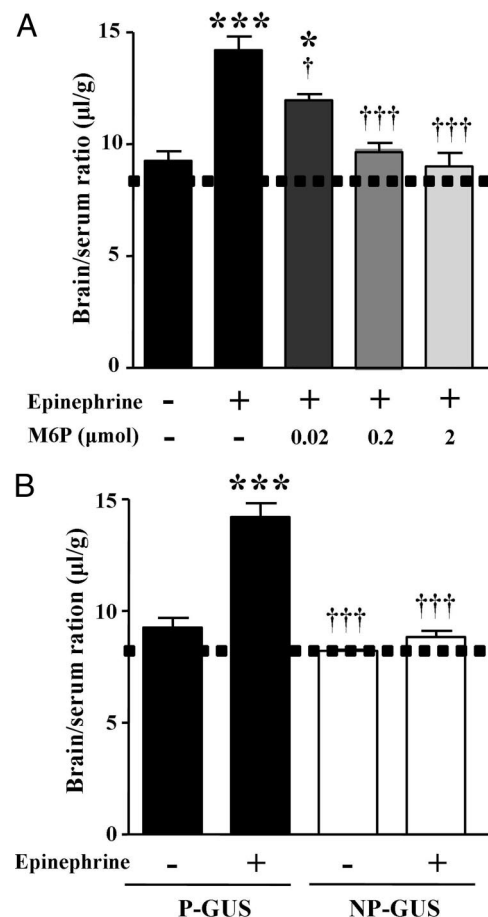 A
Brain/serum ratio (μl/g)
15
10
5
0
***
*
†
†††
†††
Epinephrine - + + + +
M6P (μmol) - - 0.02 0.2 2
B
Brain/serum ration (μl/g)
15
10
5
0
***
†††
†††
Epinephrine - + - +
P-GUS NP-GUS